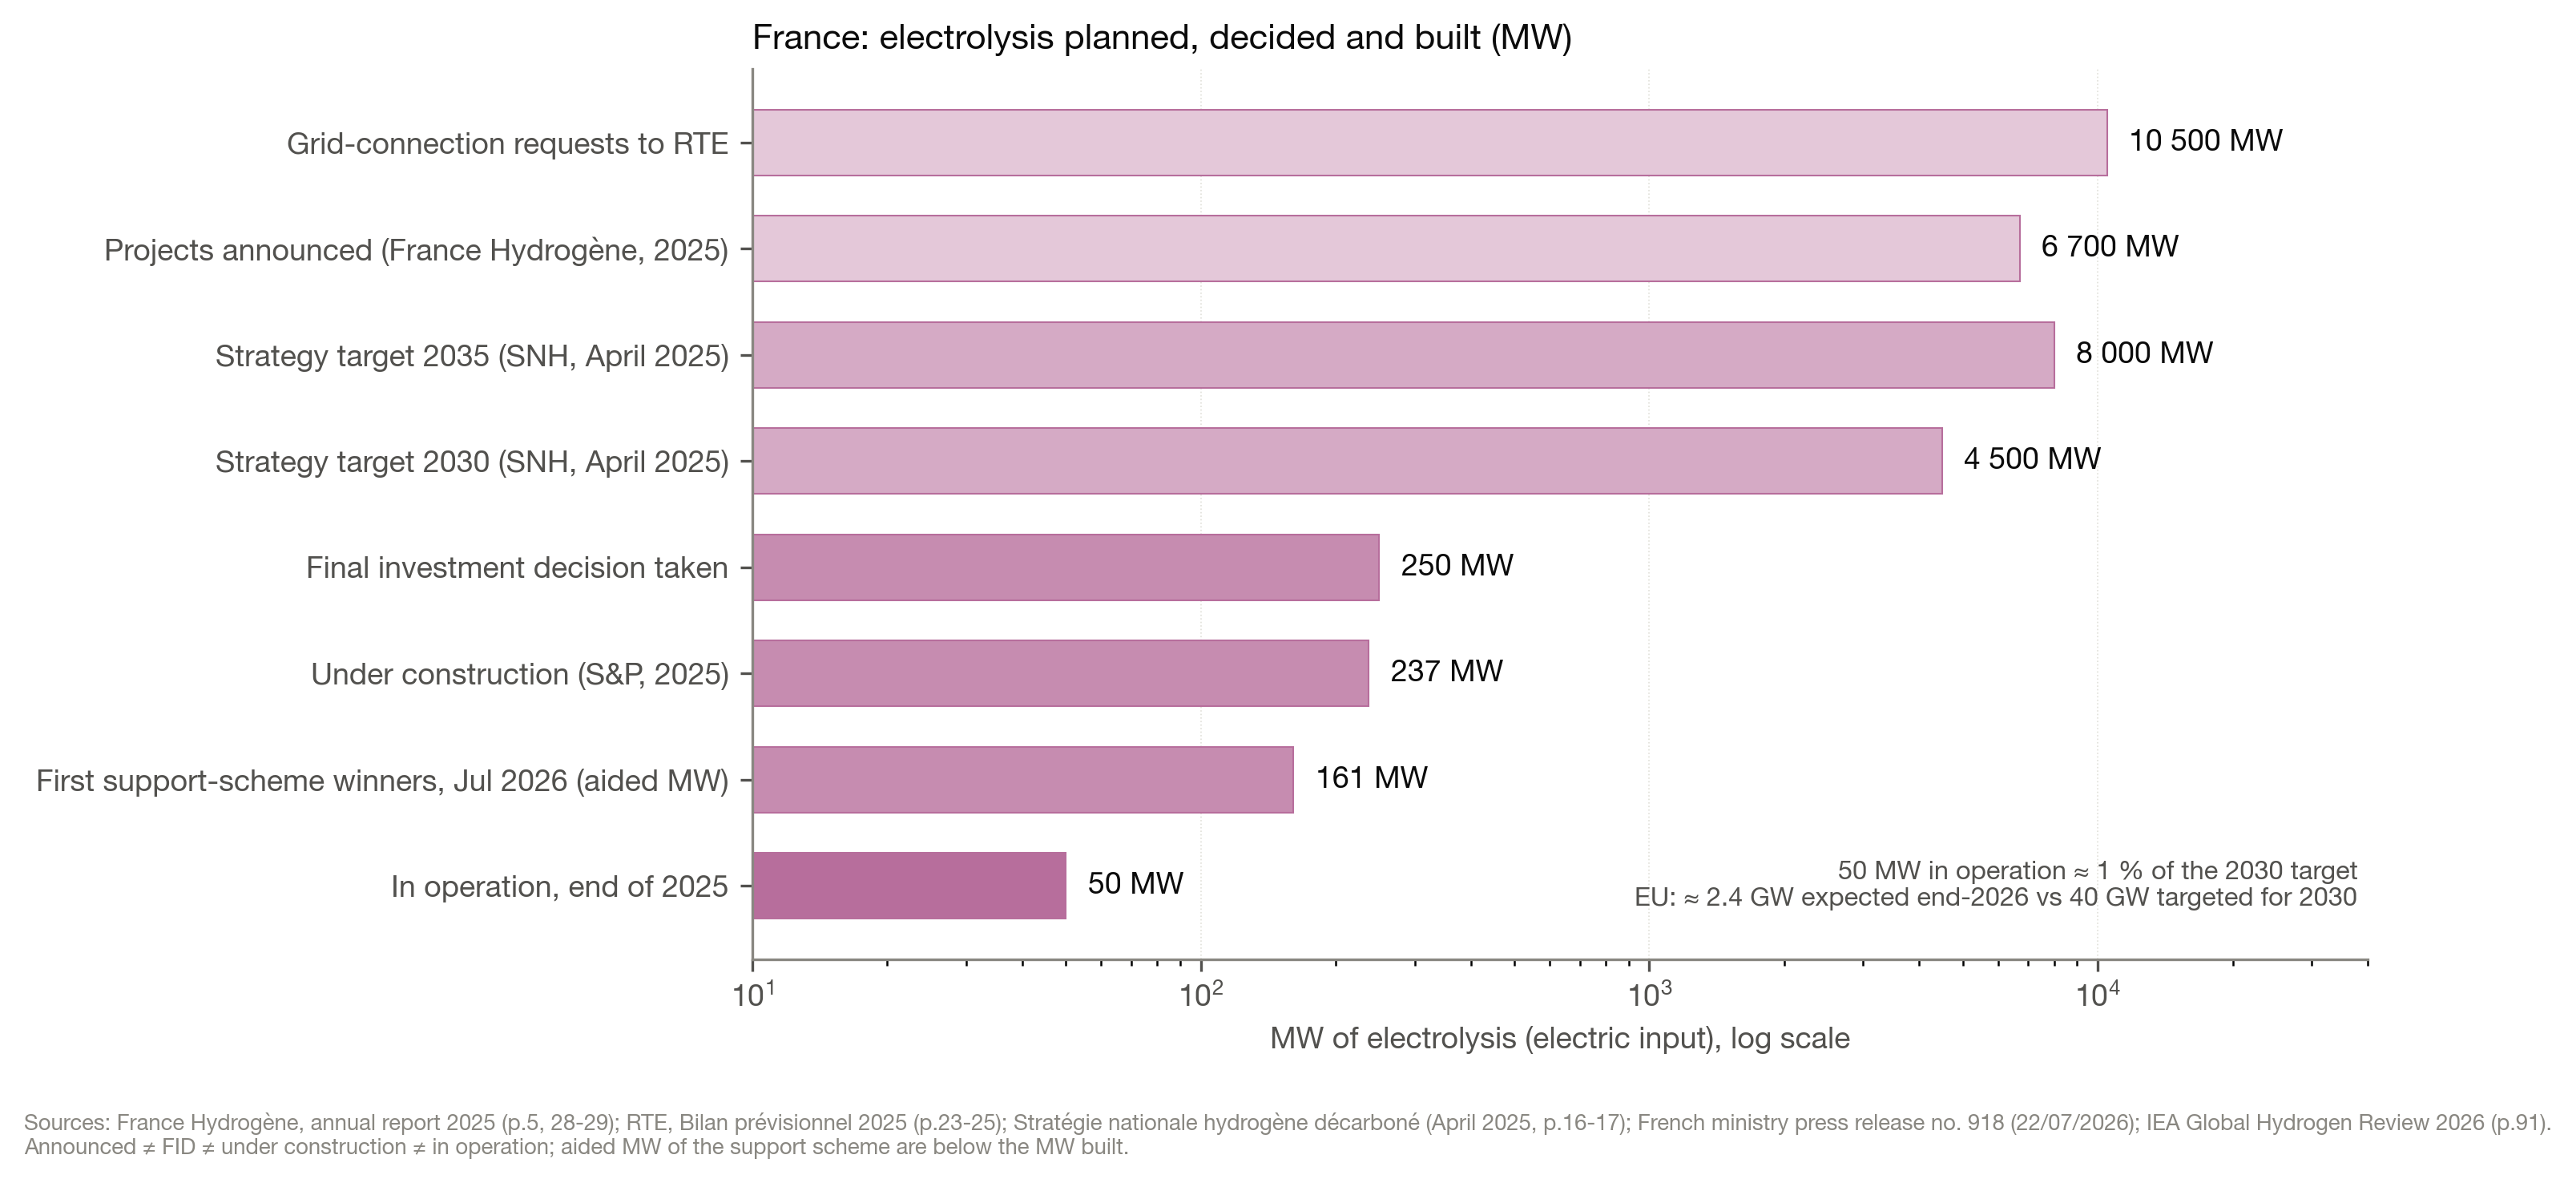 France: electrolysis planned, decided and built (MW)
Grid-connection requests to RTE
10 500 MW
Projects announced (France Hydrogène, 2025)
6 700 MW
Strategy target 2035 (SNH, April 2025)
8 000 MW
Strategy target 2030 (SNH, April 2025)
4 500 MW
Final investment decision taken
250 MW
Under construction (S&P, 2025)
237 MW
First support-scheme winners, Jul 2026 (aided MW)
161 MW
In operation, end of 2025
50 MW
50 MW in operation ≈ 1 % of the 2030 target
EU: ≈ 2.4 GW expected end-2026 vs 40 GW targeted for 2030
10¹ 10² 10³ 10⁴
MW of electrolysis (electric input), log scale
Sources: France Hydrogène, annual report 2025 (p.5, 28-29); RTE, Bilan prévisionnel 2025 (p.23-25); Stratégie nationale hydrogène décarboné (April 2025, p.16-17); French ministry press release no. 918 (22/07/2026); IEA Global Hydrogen Review 2026 (p.91).
Announced ≠ FID ≠ under construction ≠ in operation; aided MW of the support scheme are below the MW built.